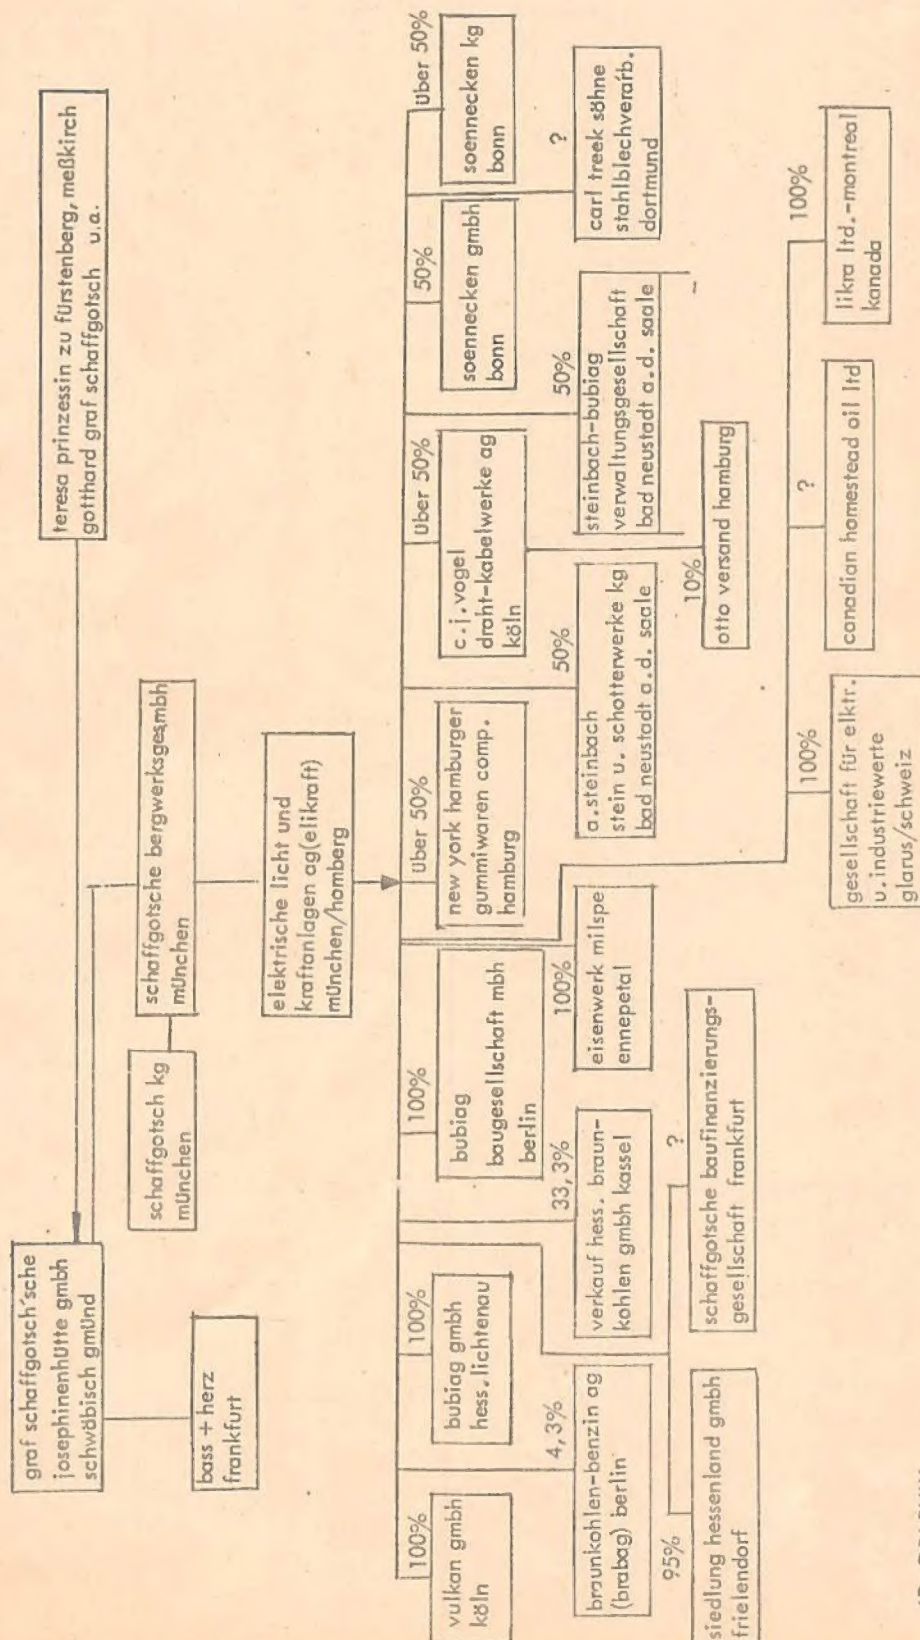 graf schaffgotsch'sche
josephinenhütte gmbh
schwäbisch gmünd
teresa prinzessin zu fürstenberg, meßkirch
gotthard graf schaffgotsch u.a.
bass + herz
frankfurt
schaffgotsch kg
münchen
schaffgotsche bergwerksges,mbh
münchen
elektrische licht und
kraftanlagen ag(elikraft)
münchen/homberg
100%
vulkan gmbh
köln
100%
bubiag gmbh
hess.lichtenau
100%
bubiag
baugesellschaft mbh
berlin
Über 50%
new york hamburger
gummiwaren comp.
hamburg
Über 50%
c.j.vogel
draht-kabelwerke ag
köln
50%
soennecken gmbh
bonn
Über 50%
soennecken kg
bonn
4,3%
braunkohlen-benzin ag
(brabag) berlin
33,3%
verkauf hess. braun-
kohlen gmbh kassel
100%
eisenwerk milspe
ennepetal
50%
a.steinbach
stein u. schotterwerke kg
bad neustadt a.d. saale
50%
steinbach-bubiag
verwaltungsgesellschaft
bad neustadt a.d. saale
?
carl treek söhne
stahlblechverarb.
dortmund
95%
siedlung hessenland gmbh
frielendorf
?
schaffgotsche baufinanzierungs-
gesellschaft frankfurt
10%
otto versand hamburg
100%
gesellschaft für elktr.
u.industriewerte
glarus/schweiz
?
canadian homestead oil ltd
100%
likra ltd.-montreal
kanada